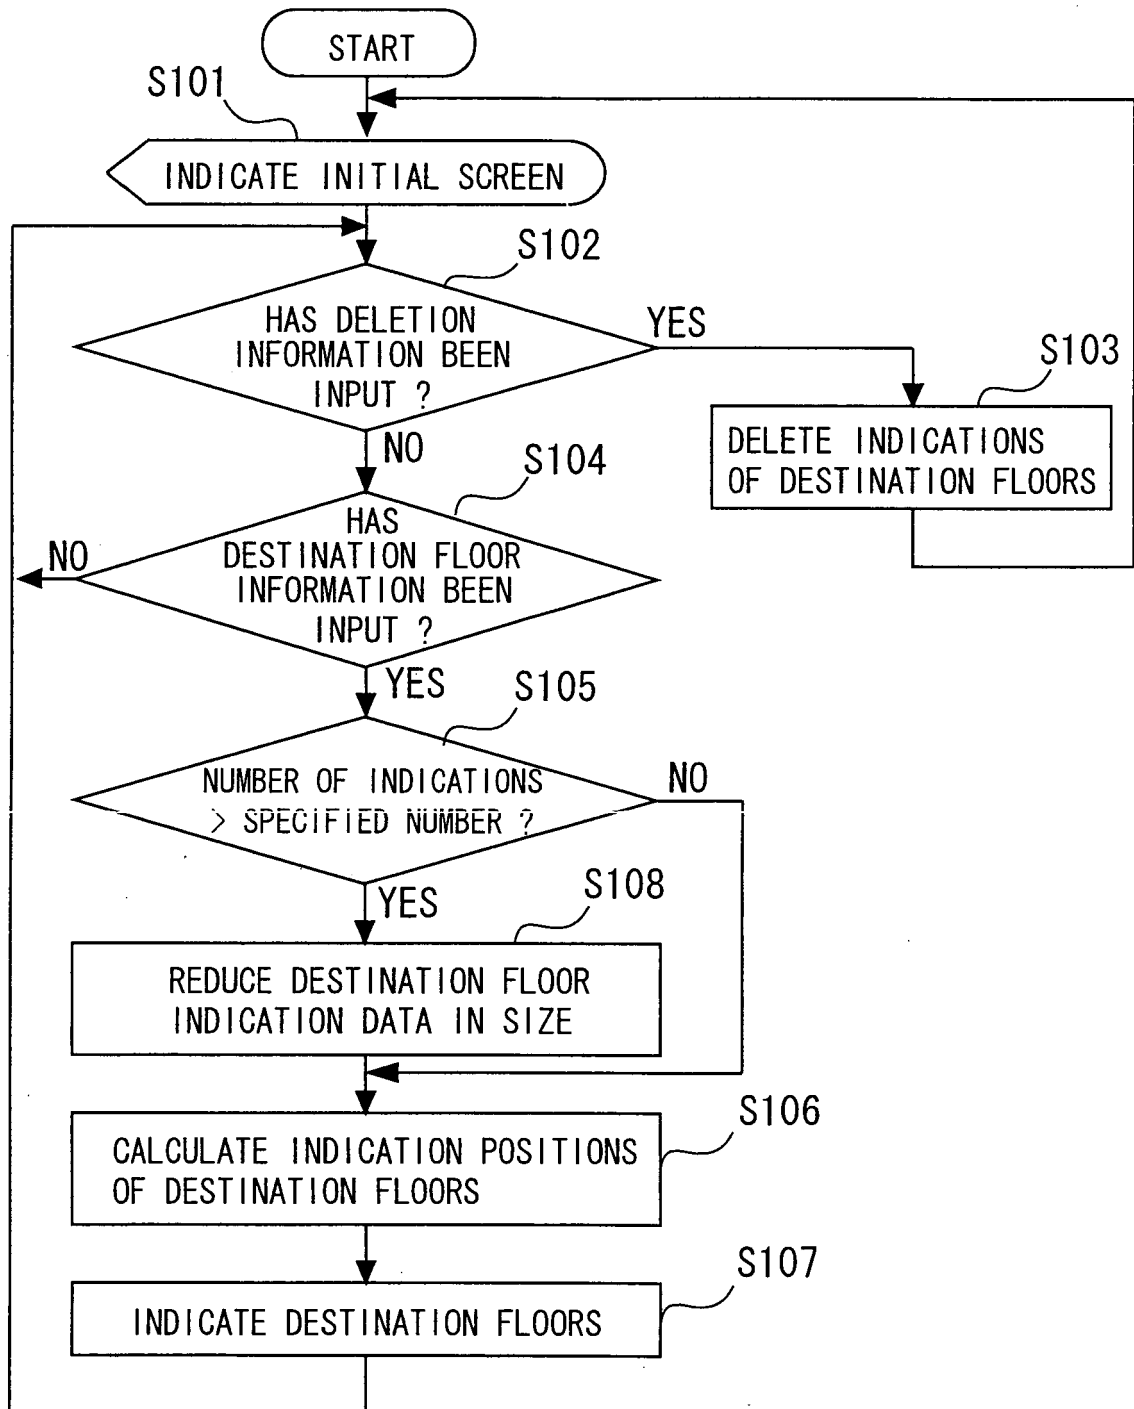 START
S101
INDICATE INITIAL SCREEN
S102
HAS DELETION
INFORMATION BEEN
INPUT ?
YES
S103
DELETE INDICATIONS
OF DESTINATION FLOORS
NO
S104
HAS
DESTINATION FLOOR
INFORMATION BEEN
INPUT ?
NO
YES
S105
NUMBER OF INDICATIONS
> SPECIFIED NUMBER ?
NO
YES
S108
REDUCE DESTINATION FLOOR
INDICATION DATA IN SIZE
S106
CALCULATE INDICATION POSITIONS
OF DESTINATION FLOORS
S107
INDICATE DESTINATION FLOORS